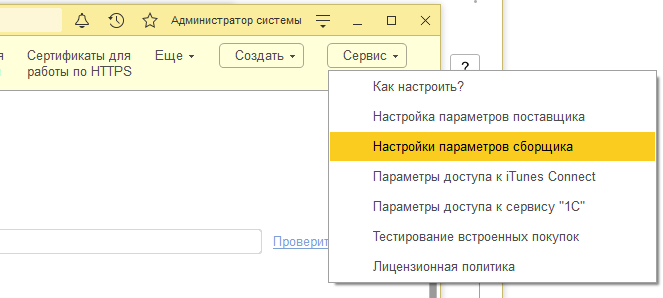 Администратор системы
Сертификаты для
работы по HTTPS
Еще
Создать
Сервис
?
Как настроить?
Настройка параметров поставщика
Настройки параметров сборщика
Параметры доступа к iTunes Connect
Параметры доступа к сервису "1С"
Проверит
Тестирование встроенных покупок
Лицензионная политика